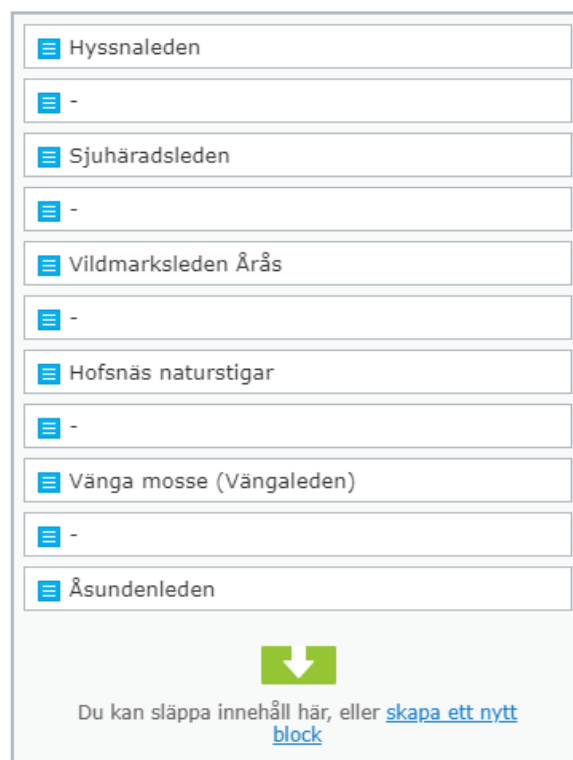 Hyssnaleden
-
Sjuhäradsleden
-
Vildmarksleden Årås
-
Hofsnäs naturstigar
-
Vänga mosse (Vängaleden)
-
Åsundenleden
Du kan släppa innehåll här, eller skapa ett nytt
block